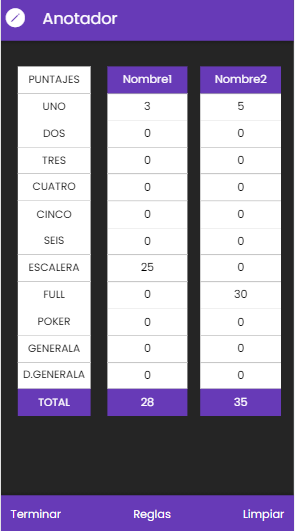 Anotador
PUNTAJES Nombre1 Nombre2
UNO 3 5
DOS 0 0
TRES 0 0
CUATRO 0 0
CINCO 0 0
SEIS 0 0
ESCALERA 25 0
FULL 0 30
POKER 0 0
GENERALA 0 0
D.GENERALA 0 0
TOTAL 28 35
Terminar Reglas Limpiar